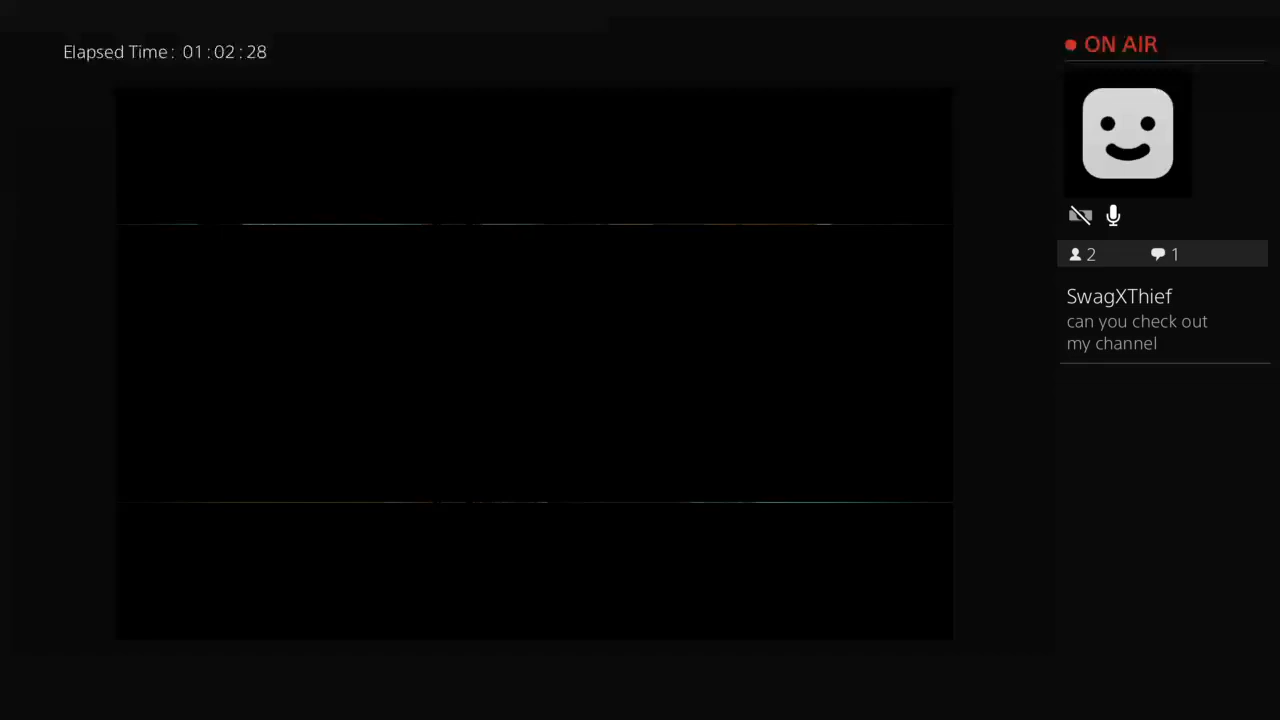 Elapsed Time: 01:02:28
ON AIR
2 1
SwagXThief
can you check out
my channel